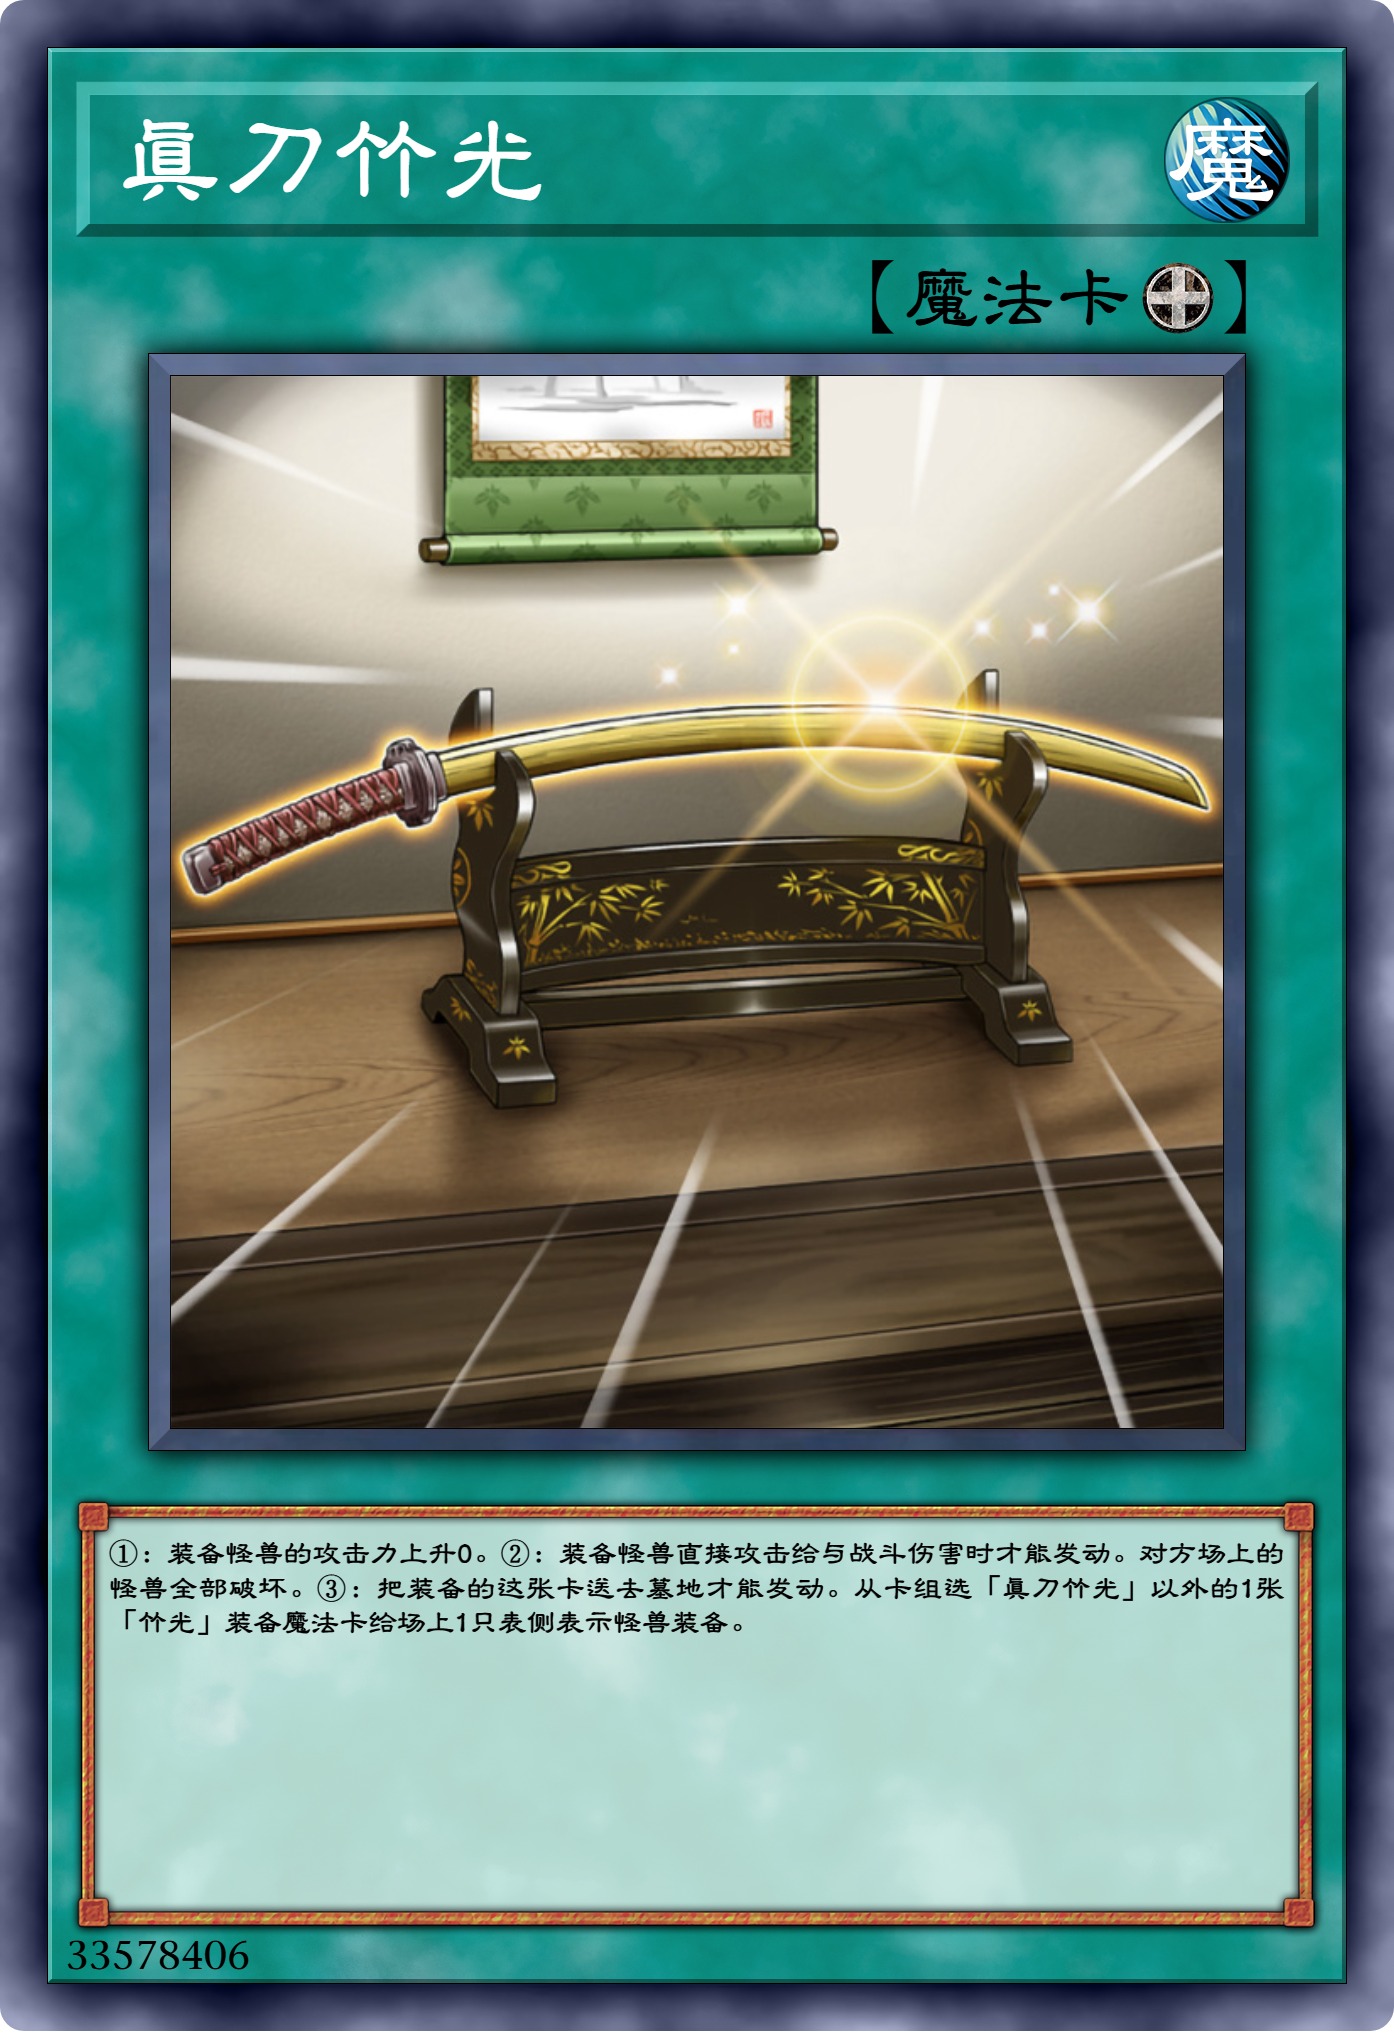 眞刀竹光
魔
【魔法卡】
①：装备怪兽的攻击力上升0。②：装备怪兽直接攻击给与战斗伤害时才能发动。对方场上的
怪兽全部破坏。③：把装备的这张卡送去墓地才能发动。从卡组选「眞刀竹光」以外的1张
「竹光」装备魔法卡给场上1只表侧表示怪兽装备。
33578406